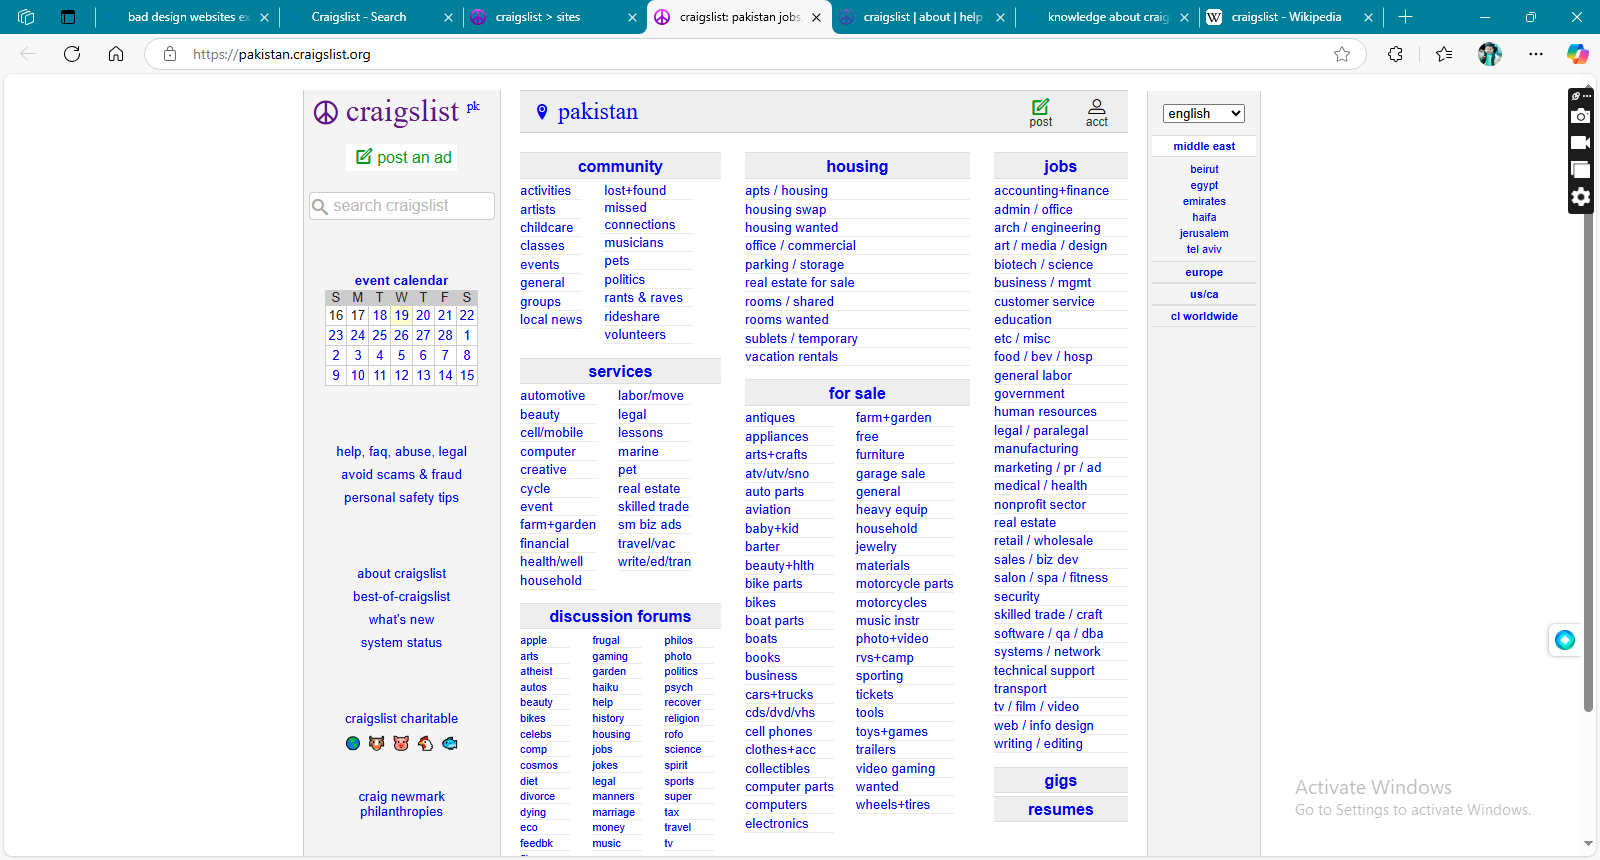 bad design websites ex
Craigslist - Search
craigslist > sites
craigslist: pakistan jobs,
craigslist | about | help
knowledge about craig
W
craigslist - Wikipedia
https://pakistan.craigslist.org
craigslist pk
post an ad
search craigslist
event calendar
S M T W T F S
16 17 18 19 20 21 22
23 24 25 26 27 28 1
2 3 4 5 6 7 8
9 10 11 12 13 14 15
help, faq, abuse, legal
avoid scams & fraud
personal safety tips
about craigslist
best-of-craigslist
what's new
system status
craigslist charitable
craig newmark
philanthropies
pakistan
post
acct
community
activities
artists
childcare
classes
events
general
groups
local news
lost+found
missed
connections
musicians
pets
politics
rants & raves
rideshare
volunteers
services
automotive
beauty
cell/mobile
computer
creative
cycle
event
farm+garden
financial
health/well
household
labor/move
legal
lessons
marine
pet
real estate
skilled trade
sm biz ads
travel/vac
write/ed/tran
discussion forums
apple
arts
atheist
autos
beauty
bikes
celebs
comp
cosmos
diet
divorce
dying
eco
feedbk
frugal
gaming
garden
haiku
help
history
housing
jobs
jokes
legal
manners
marriage
money
music
philos
photo
politics
psych
recover
religion
rofo
science
spirit
sports
super
tax
travel
tv
housing
apts / housing
housing swap
housing wanted
office / commercial
parking / storage
real estate for sale
rooms / shared
rooms wanted
sublets / temporary
vacation rentals
for sale
antiques
appliances
arts+crafts
atv/utv/sno
auto parts
aviation
baby+kid
barter
beauty+hlth
bike parts
bikes
boat parts
boats
books
business
cars+trucks
cds/dvd/vhs
cell phones
clothes+acc
collectibles
computer parts
computers
electronics
farm+garden
free
furniture
garage sale
general
heavy equip
household
jewelry
materials
motorcycle parts
motorcycles
music instr
photo+video
rvs+camp
sporting
tickets
tools
toys+games
trailers
video gaming
wanted
wheels+tires
jobs
accounting+finance
admin / office
arch / engineering
art / media / design
biotech / science
business / mgmt
customer service
education
etc / misc
food / bev / hosp
general labor
government
human resources
legal / paralegal
manufacturing
marketing / pr / ad
medical / health
nonprofit sector
real estate
retail / wholesale
sales / biz dev
salon / spa / fitness
security
skilled trade / craft
software / qa / dba
systems / network
technical support
transport
tv / film / video
web / info design
writing / editing
gigs
resumes
english
middle east
beirut
egypt
emirates
haifa
jerusalem
tel aviv
europe
us/ca
cl worldwide
Activate Windows
Go to Settings to activate Windows.